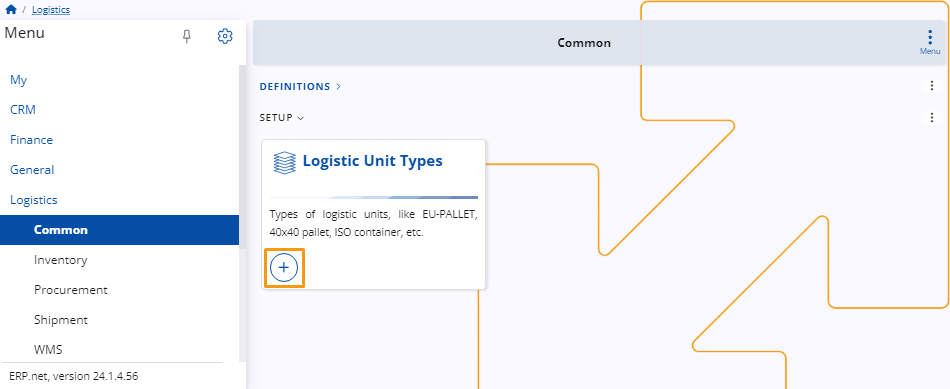 / Logistics
Menu
Common
Menu
My
CRM
Finance
General
Logistics
Common
Inventory
Procurement
Shipment
WMS
ERP.net, version 24.1.4.56
DEFINITIONS
SETUP
Logistic Unit Types
Types of logistic units, like EU-PALLET,
40x40 pallet, ISO container, etc.